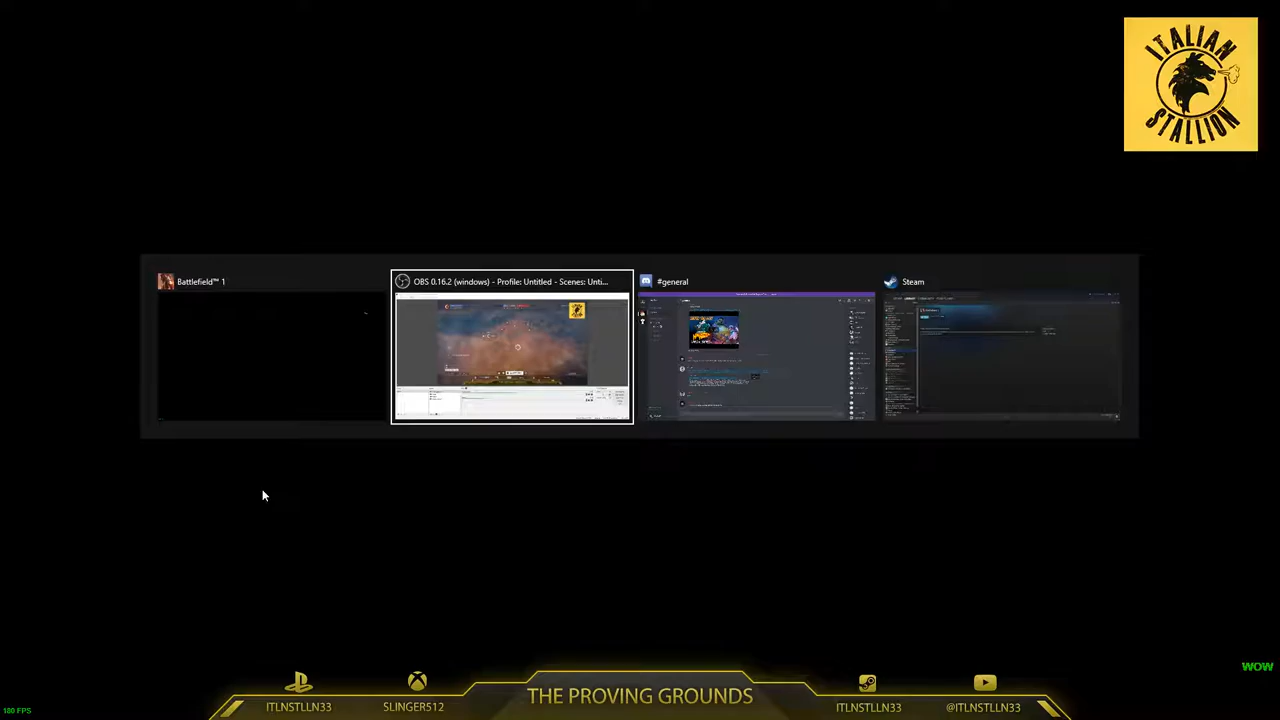 ITALIAN
STALLION
Battlefield™ 1
OBS 0.16.2 (windows) - Profile: Untitled - Scenes: Unti...
#general
Steam
WOW
THE PROVING GROUNDS
ITLNSTLLN33
SLINGER512
ITLNSTLLN33
@ITLNSTLLN33
180 FPS